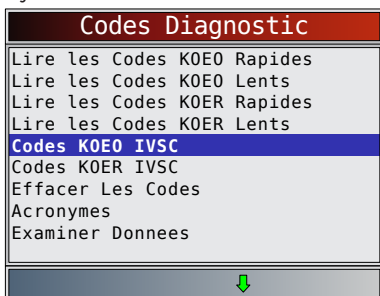 Codes Diagnostic
Lire les Codes KOEO Rapides
Lire les Codes KOEO Lents
Lire les Codes KOER Rapides
Lire les Codes KOER Lents
Codes KOEO IVSC
Codes KOER IVSC
Effacer Les Codes
Acronymes
Examiner Donnees